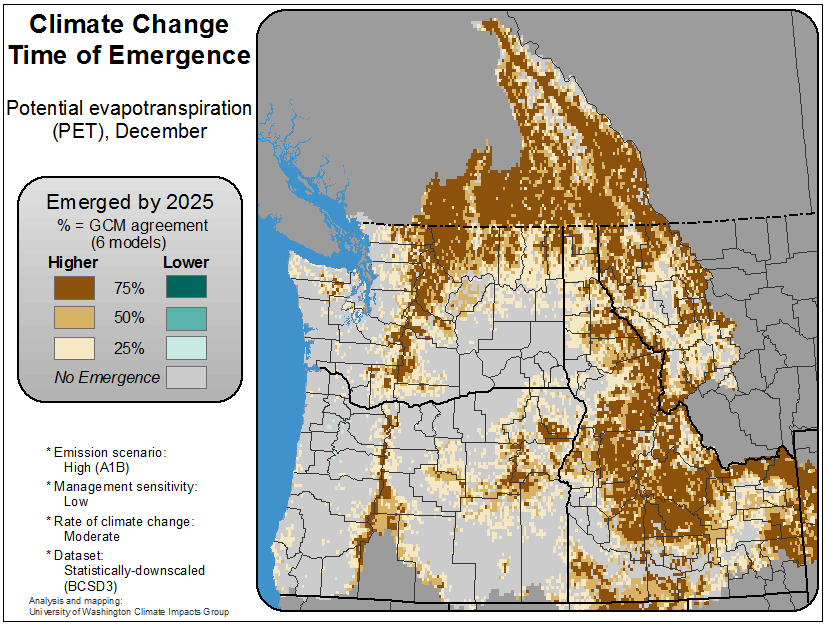 Climate Change
Time of Emergence
Potential evapotranspiration
(PET), December
Emerged by 2025
% = GCM agreement
(6 models)
Higher Lower
75%
50%
25%
No Emergence
* Emission scenario:
High (A1B)
* Management sensitivity:
Low
* Rate of climate change:
Moderate
* Dataset:
Statistically-downscaled
(BCSD3)
Analysis and mapping:
University of Washington Climate Impacts Group